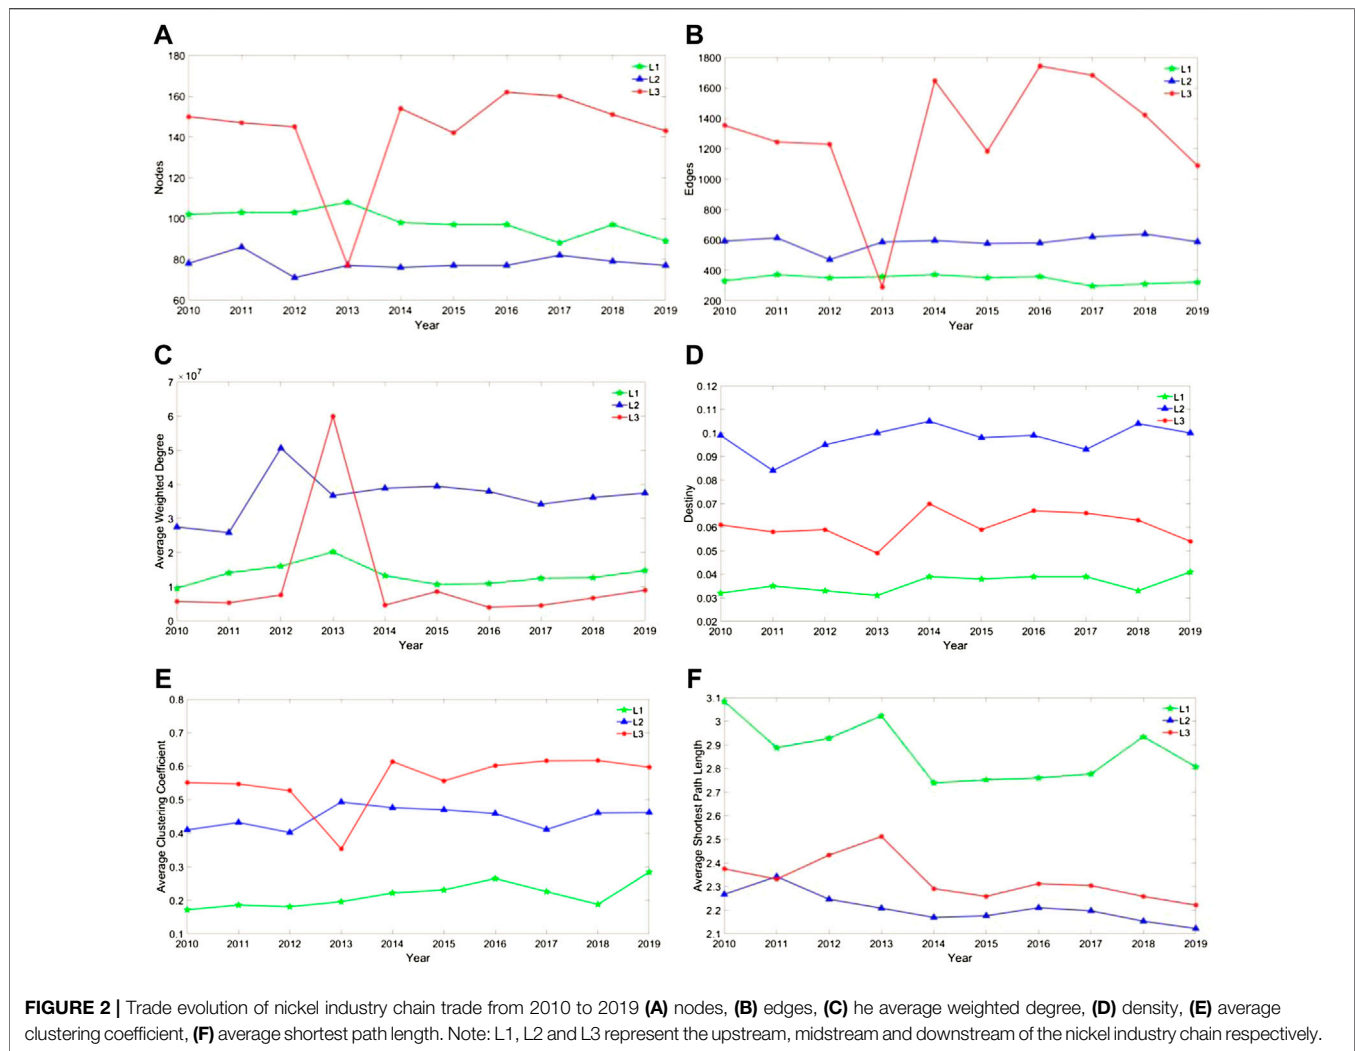 A
180
160
140
120
100
80
60
Nodes
L1
L2
L3
2010 2011 2012 2013 2014 2015 2016 2017 2018 2019
Year
B
1800
1600
1400
1200
1000
800
600
400
200
Edges
L1
L2
L3
2010 2011 2012 2013 2014 2015 2016 2017 2018 2019
Year
C
× 10^7
7
6
5
4
3
2
1
0
Average Weighted Degree
L1
L2
L3
2010 2011 2012 2013 2014 2015 2016 2017 2018 2019
Year
D
0.12
0.11
0.1
0.09
0.08
0.07
0.06
0.05
0.04
0.03
0.02
Destiny
L1
L2
L3
2010 2011 2012 2013 2014 2015 2016 2017 2018 2019
Year
E
0.8
0.7
0.6
0.5
0.4
0.3
0.2
0.1
Average Clustering Coefficient
L1
L2
L3
2010 2011 2012 2013 2014 2015 2016 2017 2018 2019
Year
F
3.1
3
2.9
2.8
2.7
2.6
2.5
2.4
2.3
2.2
2.1
Average Shortest Path Length
L1
L2
L3
2010 2011 2012 2013 2014 2015 2016 2017 2018 2019
Year
FIGURE 2 | Trade evolution of nickel industry chain trade from 2010 to 2019 (A) nodes, (B) edges, (C) he average weighted degree, (D) density, (E) average
clustering coefficient, (F) average shortest path length. Note: L1, L2 and L3 represent the upstream, midstream and downstream of the nickel industry chain respectively.